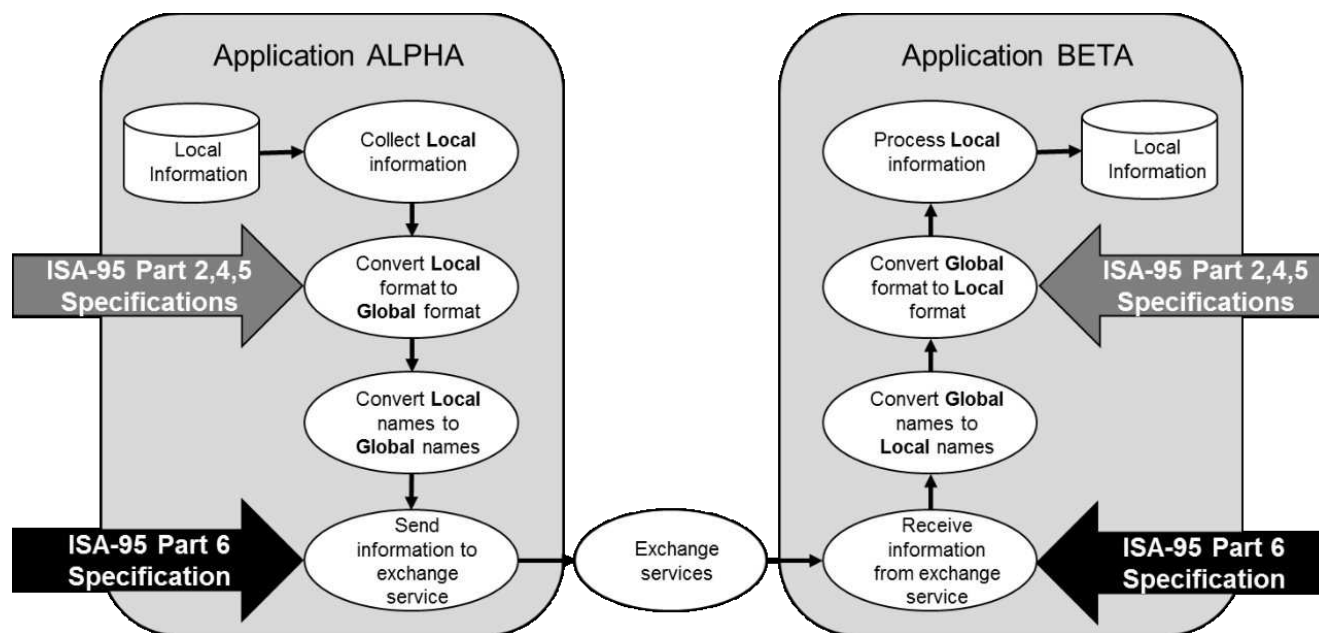 Application ALPHA
Local
Information
Collect Local
information
ISA-95 Part 2,4,5
Specifications
Convert Local
format to
Global format
Convert Local
names to
Global names
ISA-95 Part 6
Specification
Send
information to
exchange
service
Exchange
services
Application BETA
Process Local
information
Local
Information
Convert Global
format to Local
format
ISA-95 Part 2,4,5
Specifications
Convert Global
names to
Local names
Receive
information
from exchange
service
ISA-95 Part 6
Specification